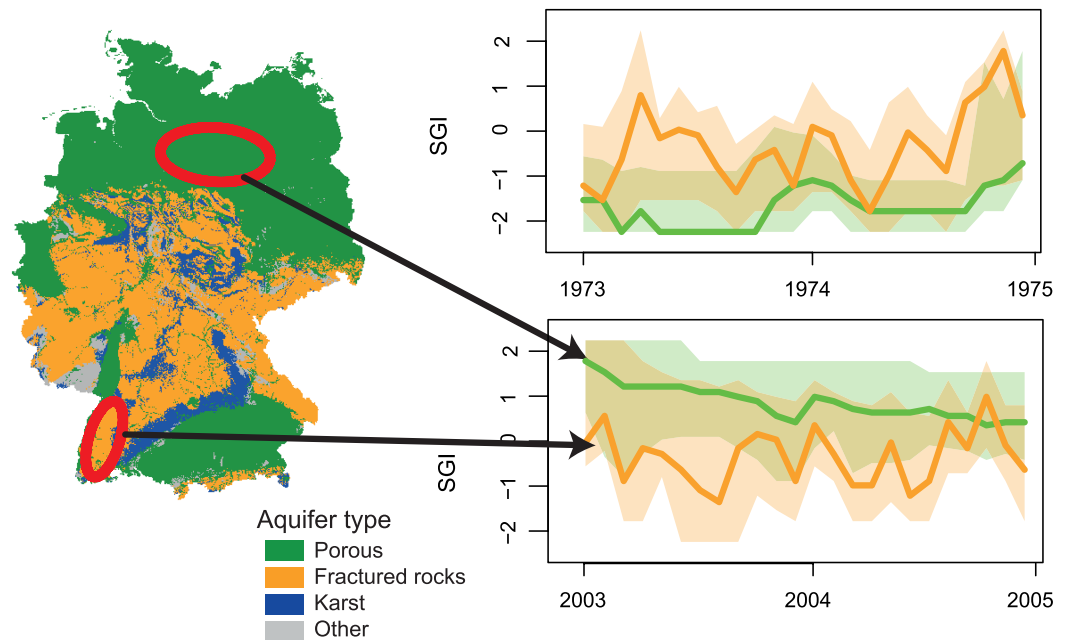 SGI
2
1
0
−1
−2
1973
1974
1975
SGI
2
1
0
−1
−2
2003
2004
2005
Aquifer type
Porous
Fractured rocks
Karst
Other